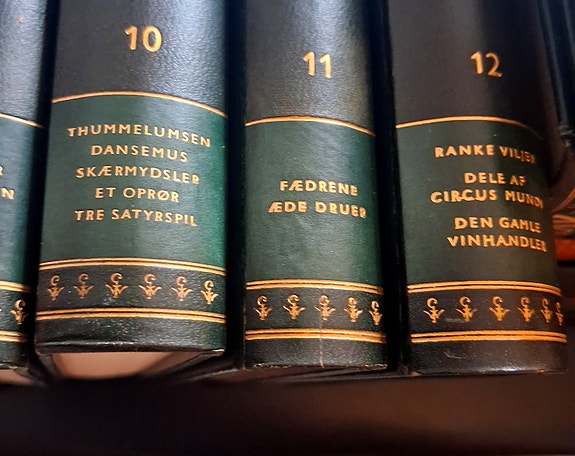 10
THUMMELUMSEN
DANSEMUS
SKÆRMYDSLER
ET OPRØR
TRE SATYRSPIL
11
FÆDRENE
ÆDE DRUER
12
RANKE VILJER
DELE AF
CIRCUS MUNDI
DEN GAMLE
VINHANDLER